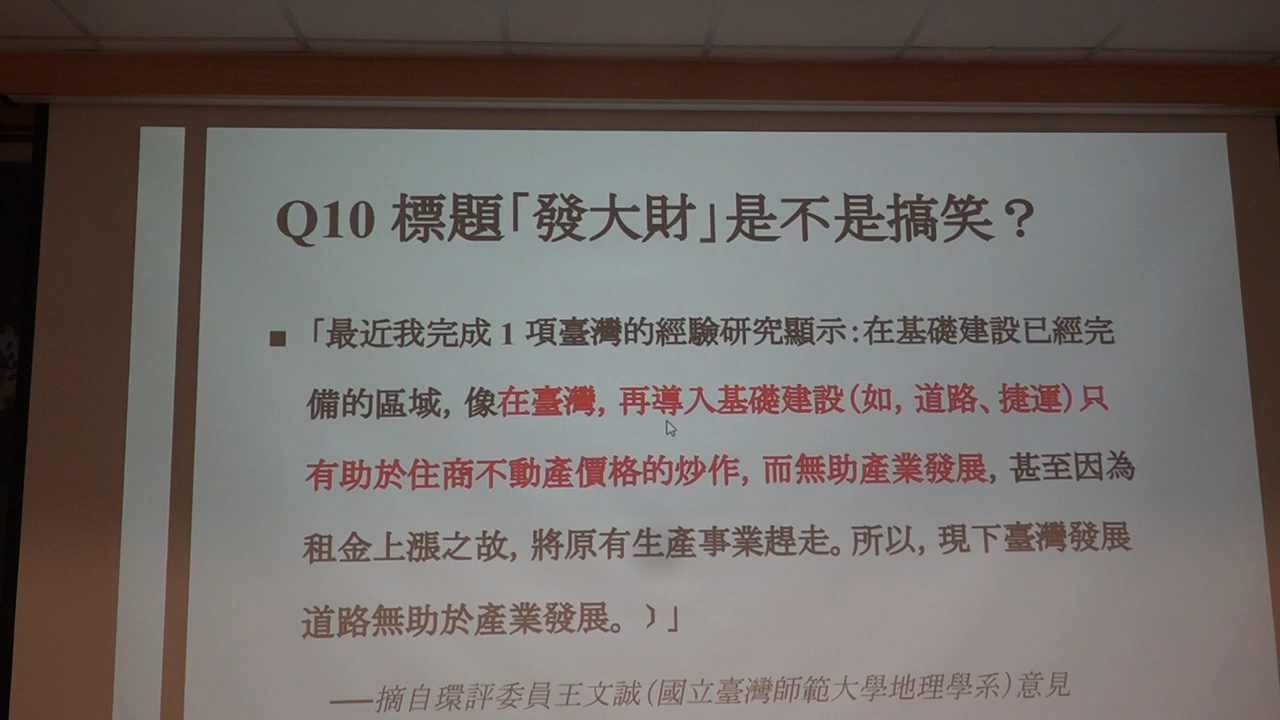 Q10 標題「發大財」是不是搞笑？
■ 「最近我完成 1 項臺灣的經驗研究顯示：在基礎建設已經完
備的區域，像在臺灣，再導入基礎建設（如，道路、捷運）只
有助於住商不動產價格的炒作，而無助產業發展，甚至因為
租金上漲之故，將原有生產事業趕走。所以，現下臺灣發展
道路無助於產業發展。）」
——摘自環評委員王文誠（國立臺灣師範大學地理學系）意見